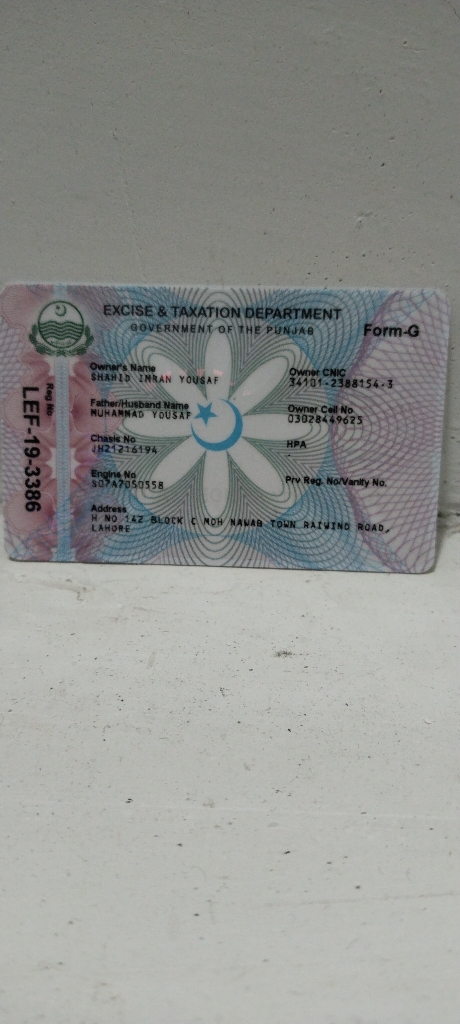 EXCISE & TAXATION DEPARTMENT
GOVERNMENT OF THE PUNJAB
Form-G
Reg No.
LEF-19-3386
Owner's Name
SHAHID IMRAN YOUSAF
Owner CNIC
34101-2388154-3
Father/Husband Name
MUHAMMAD YOUSAF
Owner Cell No
03028449625
Chasis No
JH21216194
HPA
Engine No
S07A7050558
Prv Reg. No/Vanity No.
Address
H NO 142 BLOCK C MOH NAWAB TOWN RAIWIND ROAD,
LAHORE